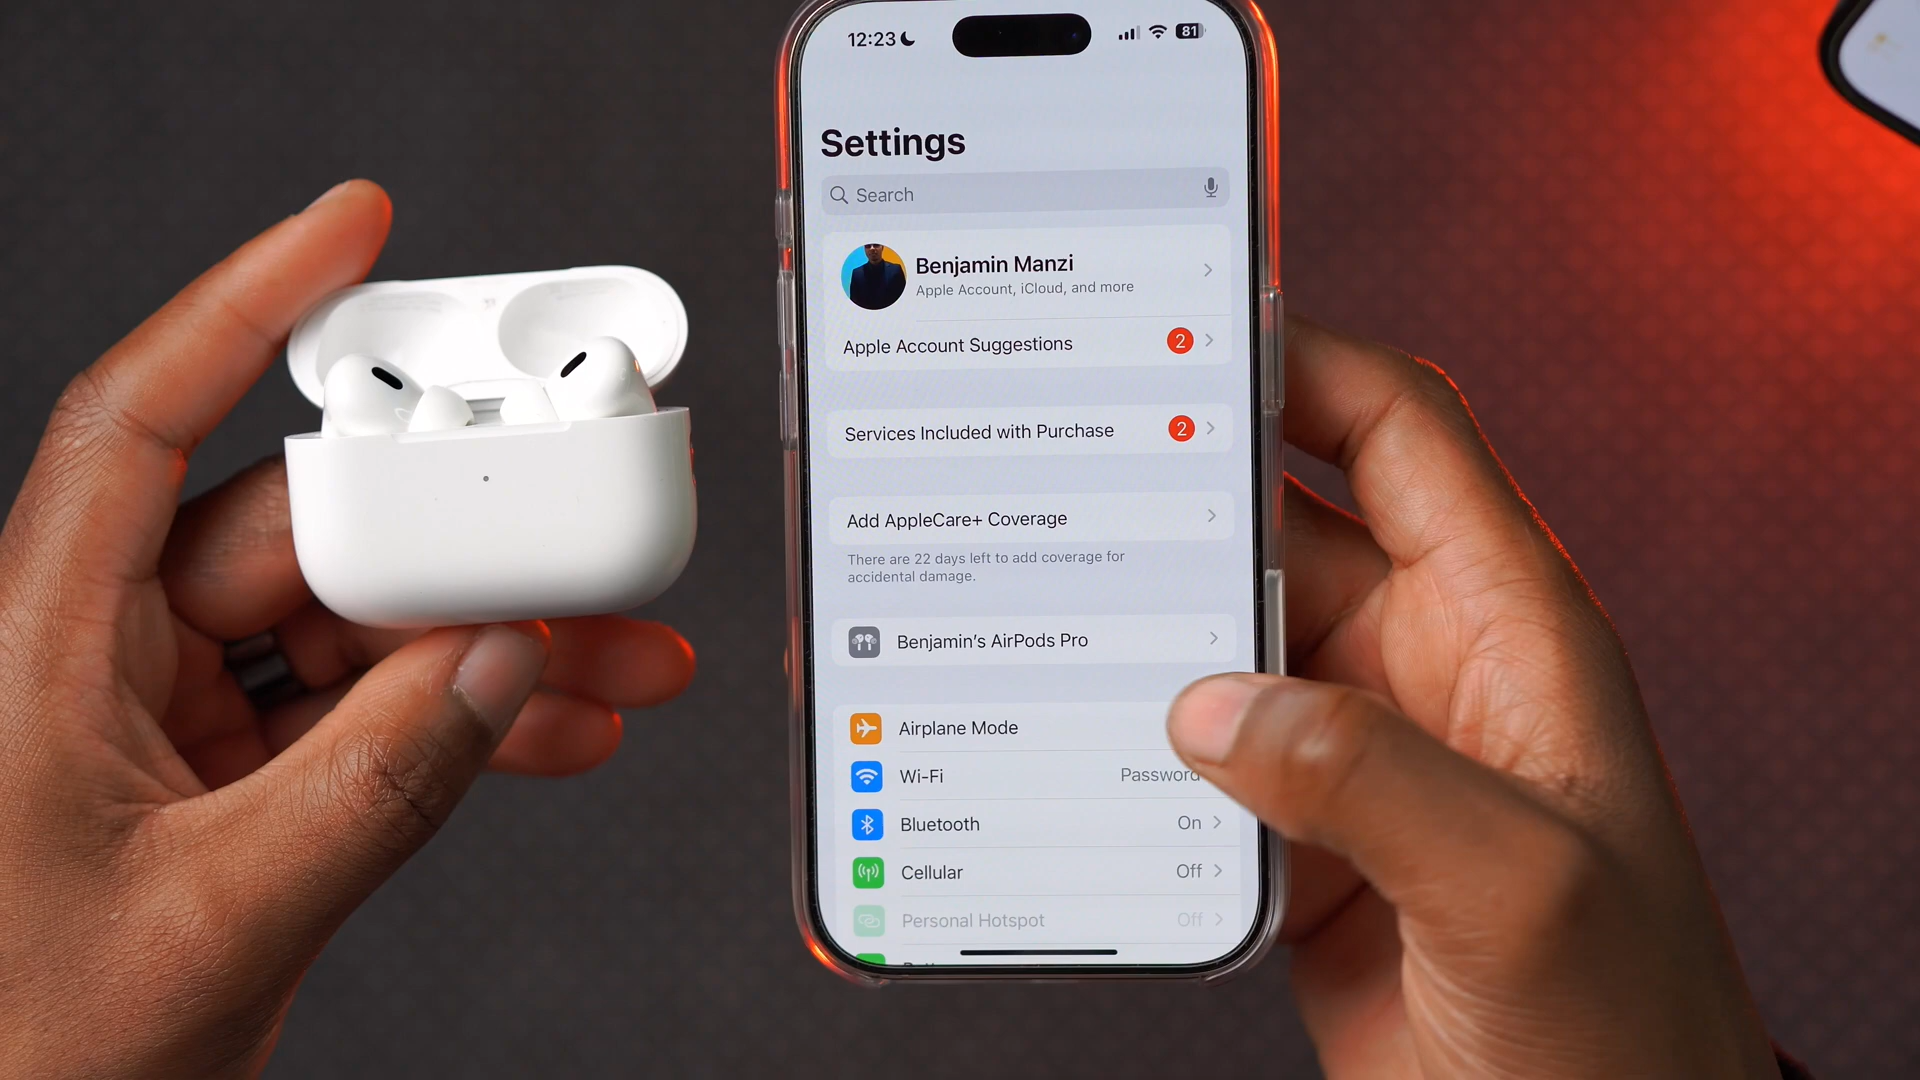 12:23
81
Settings
Search
Benjamin Manzi
Apple Account, iCloud, and more
Apple Account Suggestions 2
Services Included with Purchase 2
Add AppleCare+ Coverage
There are 22 days left to add coverage for
accidental damage.
Benjamin’s AirPods Pro
Airplane Mode
Wi-Fi Password
Bluetooth On
Cellular Off
Personal Hotspot Off